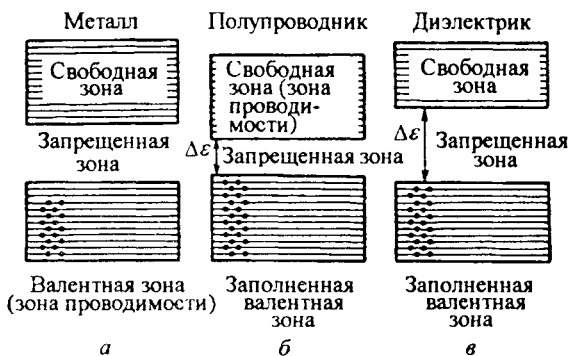 Металл
Полупроводник
Диэлектрик
Свободная
зона
Свободная
зона (зона
проводи-
мости)
Свободная
зона
Запрещенная
зона
Δε
Запрещенная зона
Δε
Запрещенная
зона
Валентная зона
(зона проводимости)
Заполненная
валентная
зона
Заполненная
валентная
зона
а
б
в